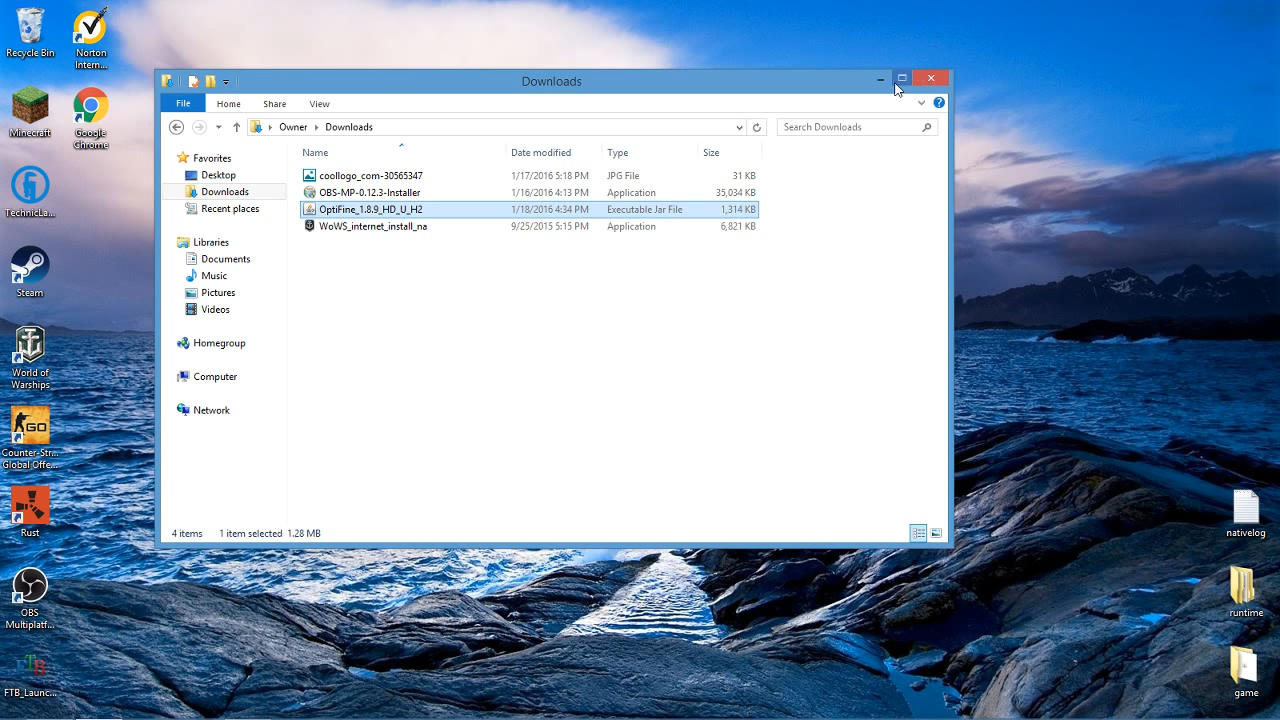 Recycle Bin
Norton
Intern...
Minecraft
Google
Chrome
TechnicLa...
Steam
World of
Warships
GO
Counter-Str...
Global Offe...
Rust
OBS
Multiplatf...
FTB_Launc...
Downloads
File Home Share View
Owner Downloads
Search Downloads
Favorites
Desktop
Downloads
Recent places
Libraries
Documents
Music
Pictures
Videos
Homegroup
Computer
Network
Name Date modified Type Size
coollogo_com-30565347 1/17/2016 5:18 PM JPG File 31 KB
OBS-MP-0.12.3-Installer 1/16/2016 4:13 PM Application 35,034 KB
OptiFine_1.8.9_HD_U_H2 1/18/2016 4:34 PM Executable Jar File 1,314 KB
WoWS_internet_install_na 9/25/2015 5:15 PM Application 6,821 KB
4 items 1 item selected 1.28 MB
nativelog
runtime
game